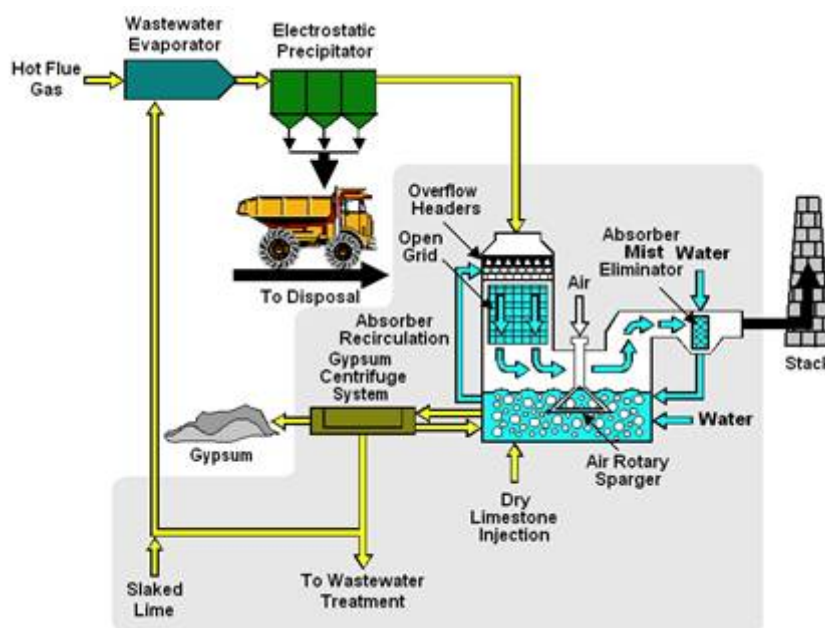 Wastewater
Evaporator
Electrostatic
Precipitator
Hot Flue
Gas
Overflow
Headers
Open
Grid
Absorber
Mist
Eliminator
Water
Air
To Disposal
Absorber
Recirculation
Gypsum
Centrifuge
System
Stack
Water
Gypsum
Air Rotary
Sparger
Dry
Limestone
Injection
Slaked
Lime
To Wastewater
Treatment